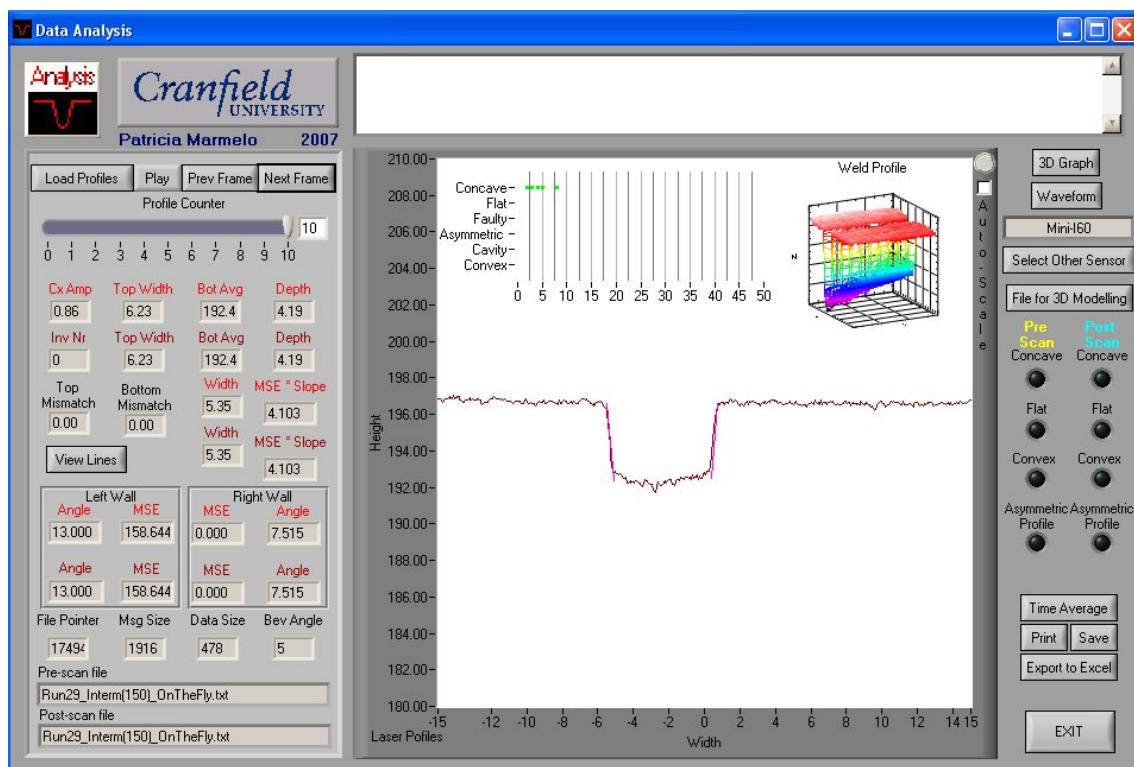 Data Analysis
Analysis
Cranfield
UNIVERSITY
Patricia Marmelo 2007
Load Profiles Play Prev Frame Next Frame
Profile Counter
10
0 1 2 3 4 5 6 7 8 9 10
Cx Amp Top Width Bot Avg Depth
0.86 6.23 192.4 4.19
Inv Nr Top Width Bot Avg Depth
0 6.23 192.4 4.19
Top Mismatch Bottom Mismatch Width MSE * Slope
0.00 0.00 5.35 4.103
Width MSE * Slope
5.35 4.103
View Lines
Left Wall Right Wall
Angle MSE MSE Angle
13.000 158.644 0.000 7.515
Angle MSE MSE Angle
13.000 158.644 0.000 7.515
File Pointer Msg Size Data Size Bev Angle
17494 1916 478 5
Pre-scan file
Run29_Interm(150)_OnTheFly.txt
Post-scan file
Run29_Interm(150)_OnTheFly.txt
210.00
208.00
206.00
204.00
202.00
200.00
198.00
196.00
194.00
192.00
190.00
188.00
186.00
184.00
182.00
180.00
Height
-15 -12 -10 -8 -6 -4 -2 0 2 4 6 8 10 12 14 15
Width
Laser Pofiles
Concave
Flat
Faulty
Asymmetric
Cavity
Convex
0 5 10 15 20 25 30 35 40 45 50
Weld Profile
Auto-Scale
3D Graph
Waveform
Mini-I60
Select Other Sensor
File for 3D Modelling
Pre Scan Post Scan
Concave Concave
Flat Flat
Convex Convex
Asymmetric Profile Asymmetric Profile
Time Average
Print Save
Export to Excel
EXIT